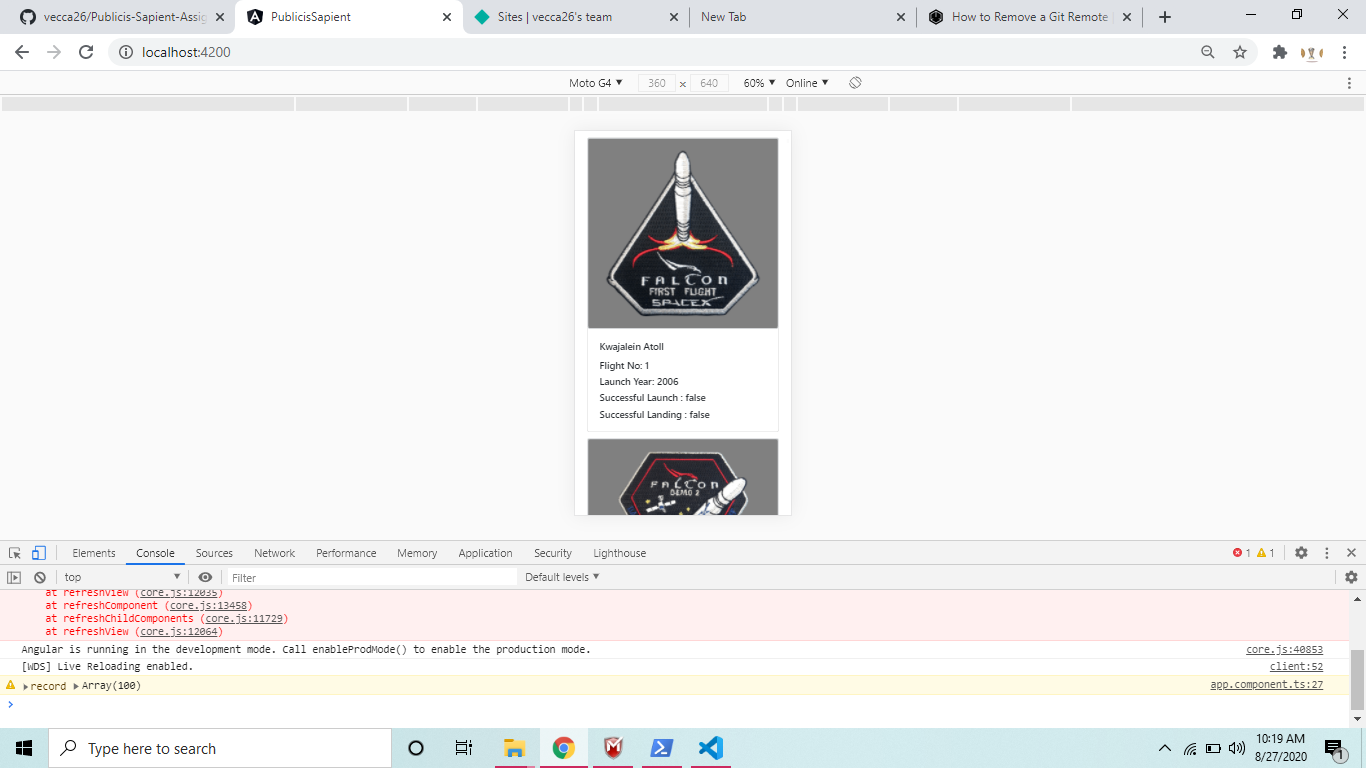 vecca26/Publicis-Sapient-Assig
PublicisSapient
Sites | vecca26's team
New Tab
How to Remove a Git Remote
localhost:4200
Moto G4 ▼ 360 x 640 60% ▼ Online ▼
FALCON
FIRST FLIGHT
SPACEX
Kwajalein Atoll
Flight No: 1
Launch Year: 2006
Successful Launch : false
Successful Landing : false
FALCON
DEMO 2
Elements Console Sources Network Performance Memory Application Security Lighthouse 1 1
top ▼ Filter Default levels ▼
at refreshView (core.js:12035)
at refreshComponent (core.js:13458)
at refreshChildComponents (core.js:11729)
at refreshView (core.js:12064)
Angular is running in the development mode. Call enableProdMode() to enable the production mode. core.js:40853
[WDS] Live Reloading enabled. client:52
▶record ▶Array(100) app.component.ts:27
>
Type here to search
10:19 AM
8/27/2020
1